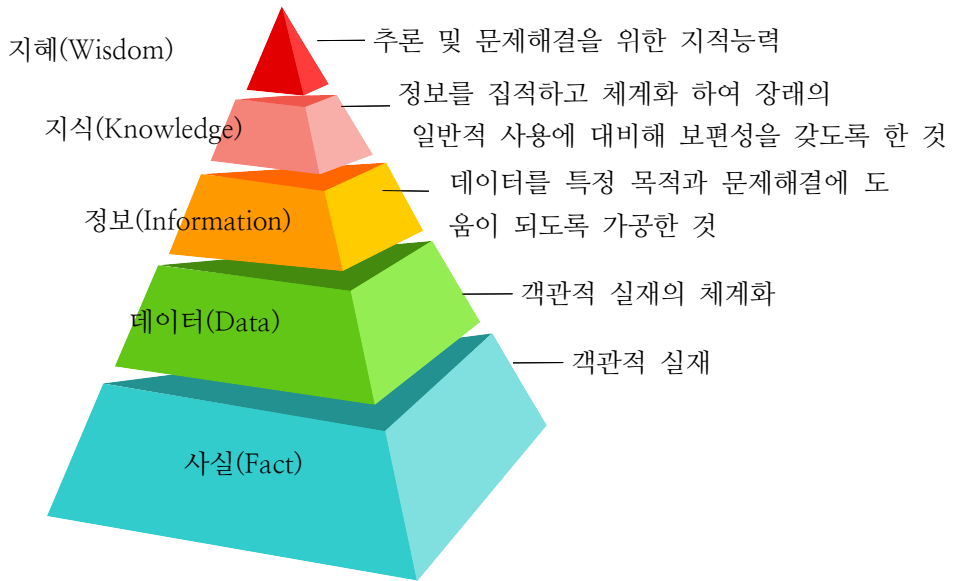 지혜(Wisdom)
추론 및 문제해결을 위한 지적능력
지식(Knowledge)
정보를 집적하고 체계화 하여 장래의
일반적 사용에 대비해 보편성을 갖도록 한 것
정보(Information)
데이터를 특정 목적과 문제해결에 도
움이 되도록 가공한 것
데이터(Data)
객관적 실재의 체계화
사실(Fact)
객관적 실재